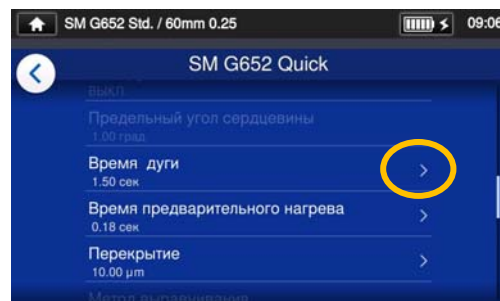 SM G652 Std. / 60mm 0.25 09:06
SM G652 Quick
ВЫКЛ
Предельный угол сердцевины
1.00 град
Время дуги
1.50 сек
Время предварительного нагрева
0.18 сек
Перекрытие
10.00 µm
Метод выравнивания